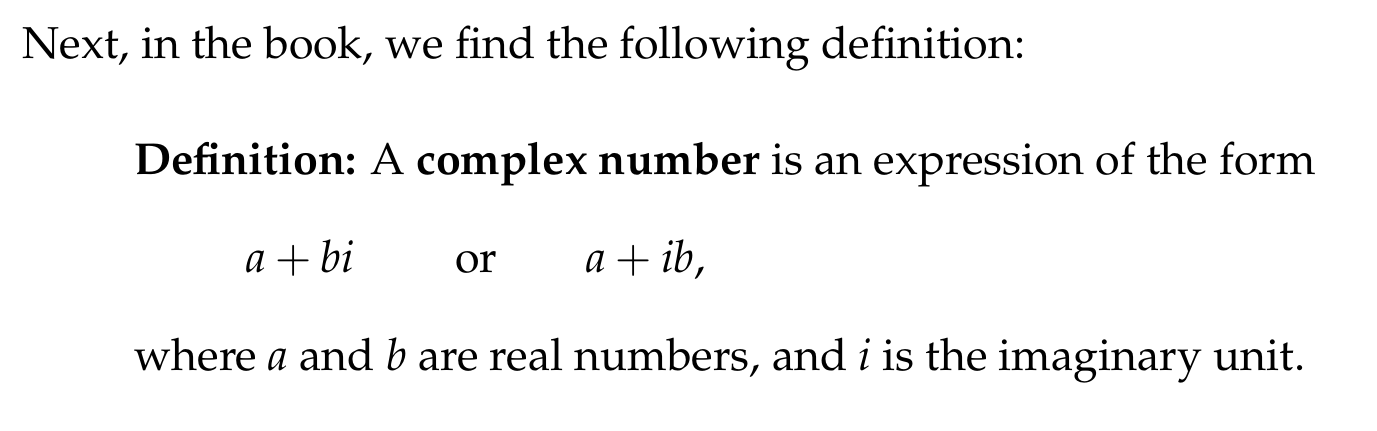 Next, in the book, we find the following definition:
Definition: A complex number is an expression of the form
a + bi or a + ib,
where a and b are real numbers, and i is the imaginary unit.